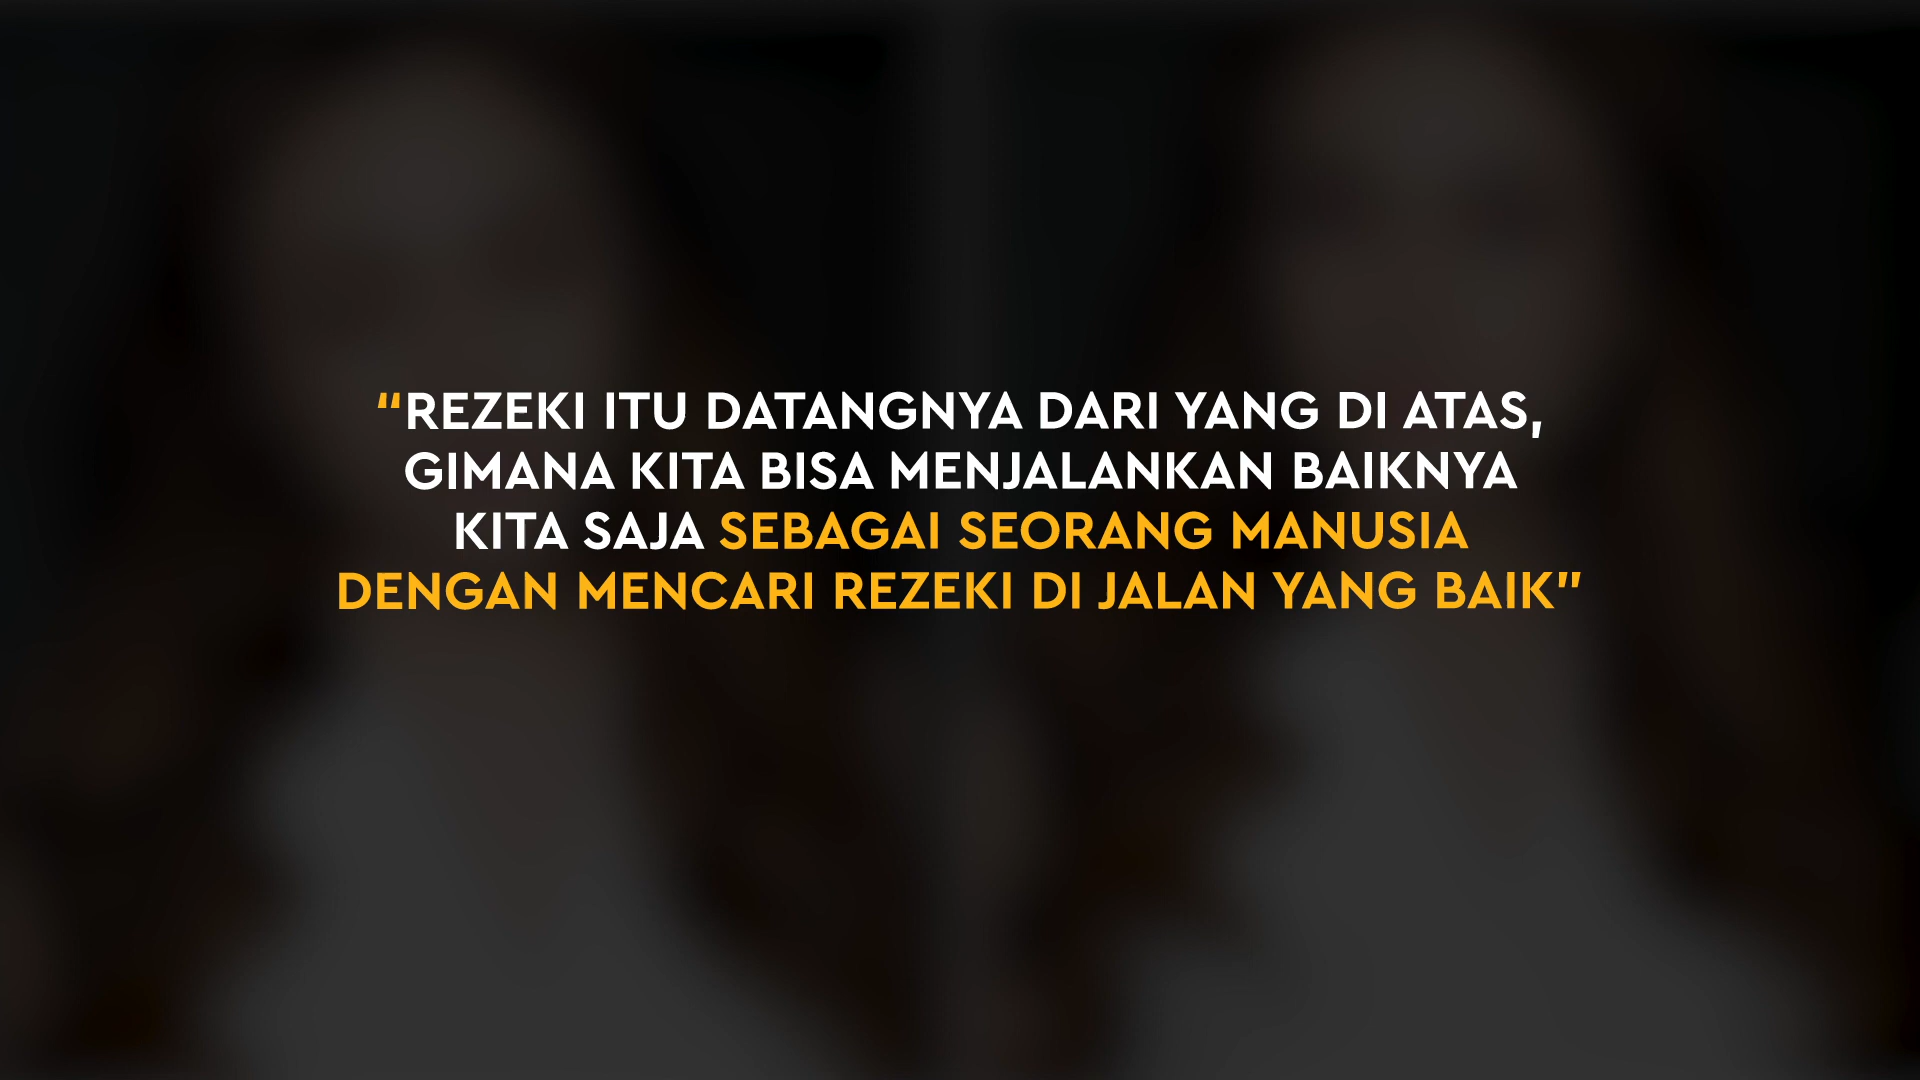 “REZEKI ITU DATANGNYA DARI YANG DI ATAS,
GIMANA KITA BISA MENJALANKAN BAIKNYA
KITA SAJA SEBAGAI SEORANG MANUSIA
DENGAN MENCARI REZEKI DI JALAN YANG BAIK”